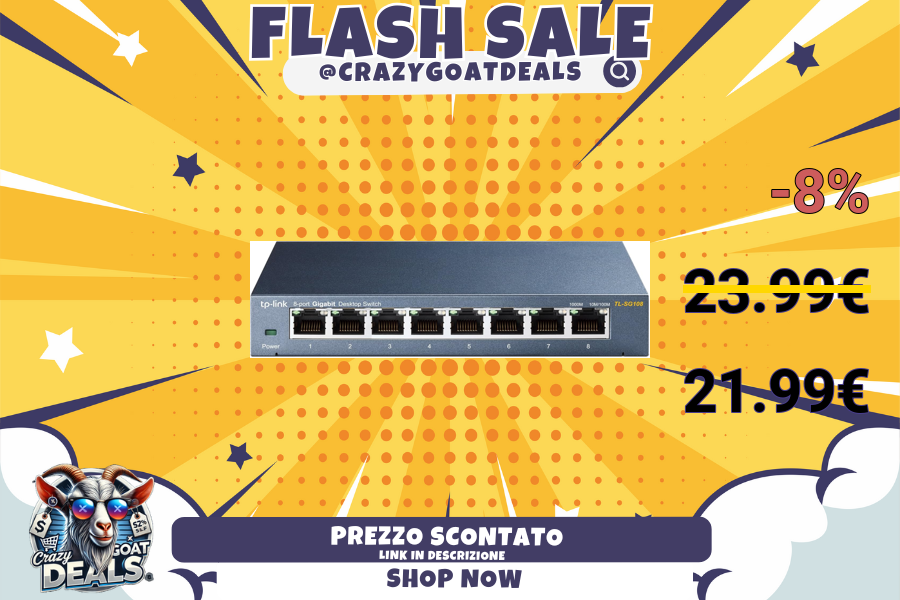 FLASH SALE
@CRAZYGOATDEALS
-8%
23.99€
21.99€
tp-link 8-port Gigabit Desktop Switch
1000M 10M/100M TL-SG108
Power 1 2 3 4 5 6 7 8
$
52%
Crazy
GOAT
DEALS
PREZZO SCONTATO
LINK IN DESCRIZIONE
SHOP NOW